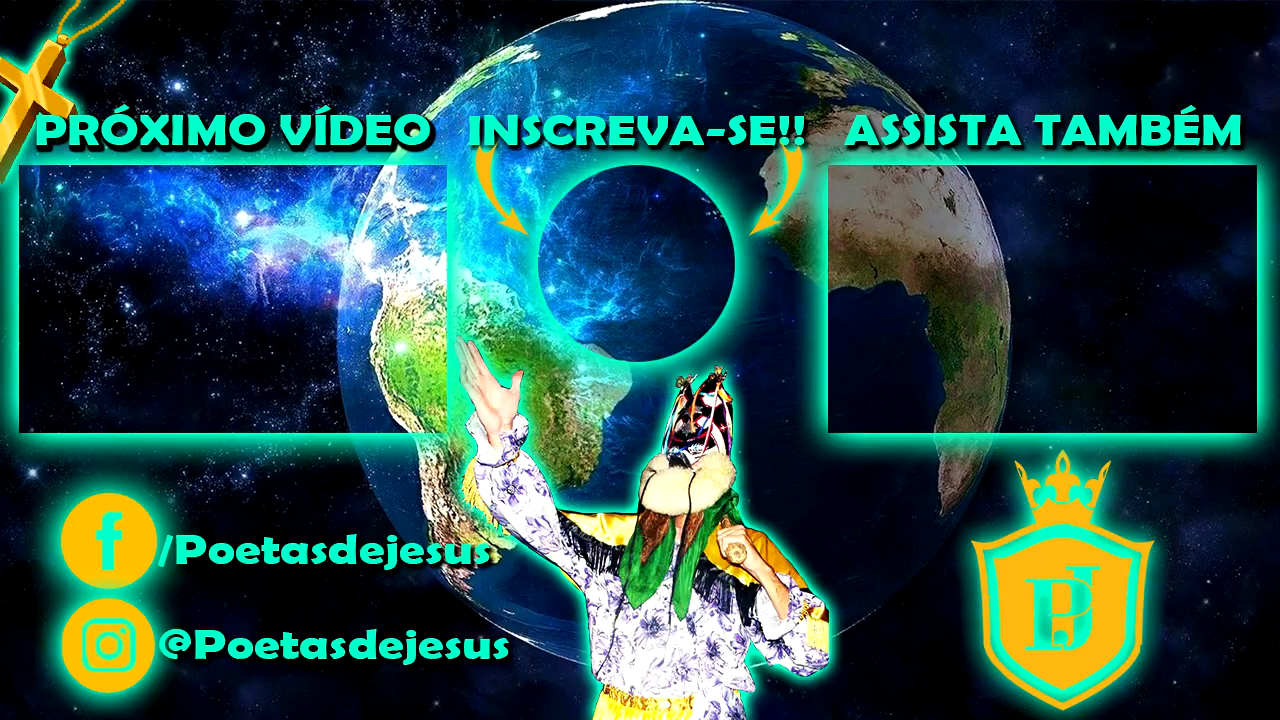 PRÓXIMO VÍDEO
INSCREVA-SE!!
ASSISTA TAMBÉM
/Poetasdejesus
@Poetasdejesus
PJ